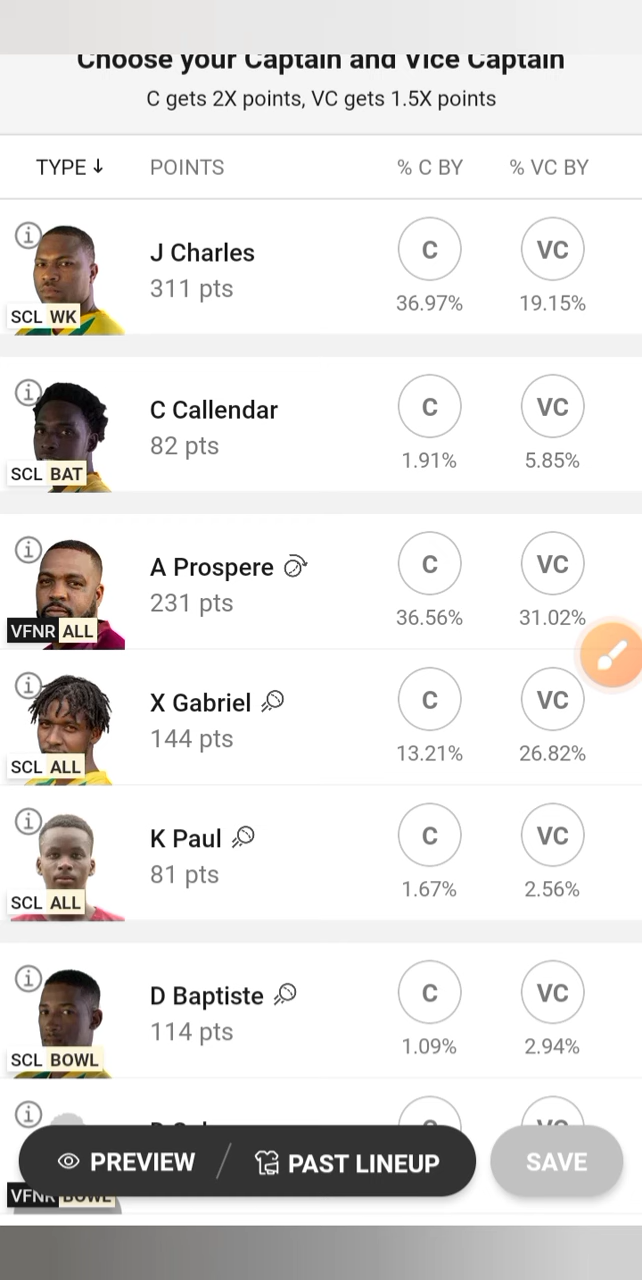 Choose your Captain and Vice Captain
C gets 2X points, VC gets 1.5X points
TYPE ↓ POINTS % C BY % VC BY
J Charles
311 pts
C VC
36.97% 19.15%
SCL WK
C Callendar
82 pts
C VC
1.91% 5.85%
SCL BAT
A Prospere
231 pts
C VC
36.56% 31.02%
VFNR ALL
X Gabriel
144 pts
C VC
13.21% 26.82%
SCL ALL
K Paul
81 pts
C VC
1.67% 2.56%
SCL ALL
D Baptiste
114 pts
C VC
1.09% 2.94%
SCL BOWL
C VC
PREVIEW / PAST LINEUP SAVE
VFNR BOWL